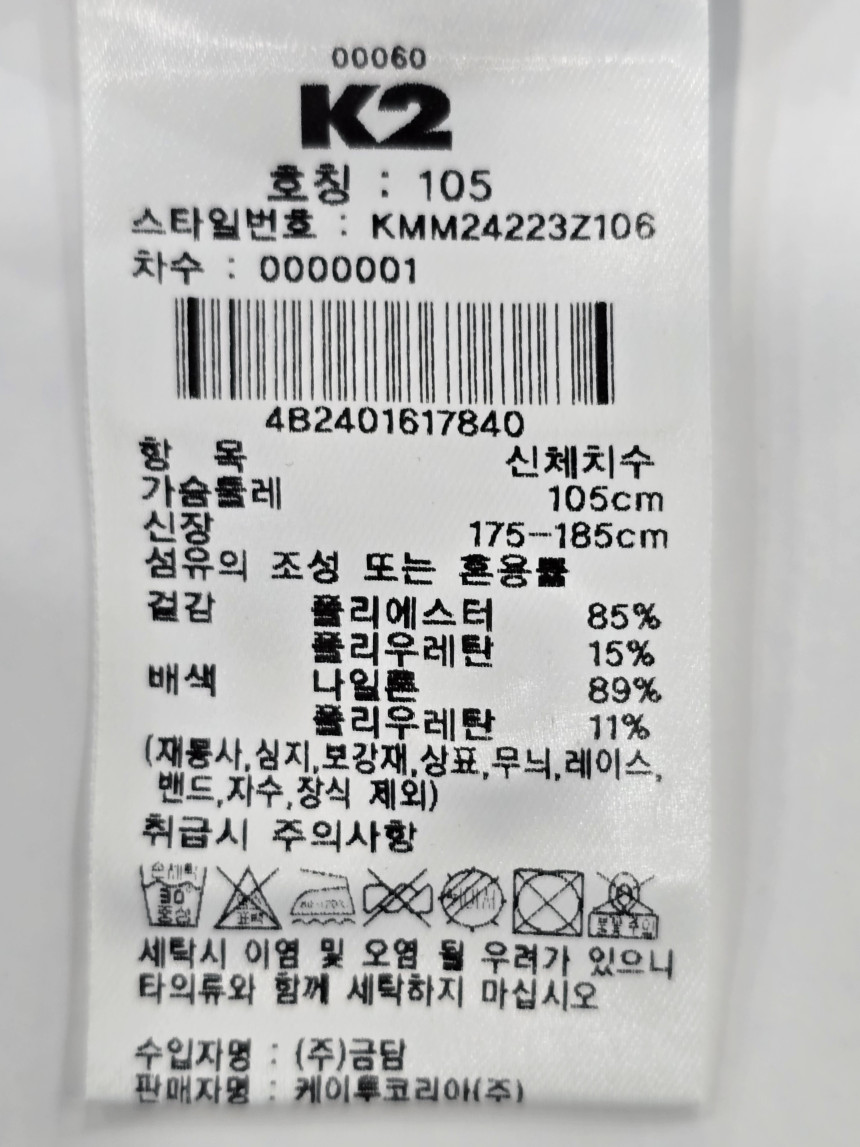 00060
K2
호칭 : 105
스타일번호 : KMM24223Z106
차수 : 0000001
4B2401617840
항 목 신체치수
가슴둘레 105cm
신장 175-185cm
섬유의 조성 또는 혼용률
겉감 폴리에스터 85%
폴리우레탄 15%
배색 나일론 89%
폴리우레탄 11%
(재봉사,심지,보강재,상표,무늬,레이스,
밴드,자수,장식 제외)
취급시 주의사항
손세탁
표백
세탁시 이염 및 오염 될 우려가 있으니
타의류와 함께 세탁하지 마십시오
수입자명 : (주)금담
판매자명 : 케이투코리아(주)